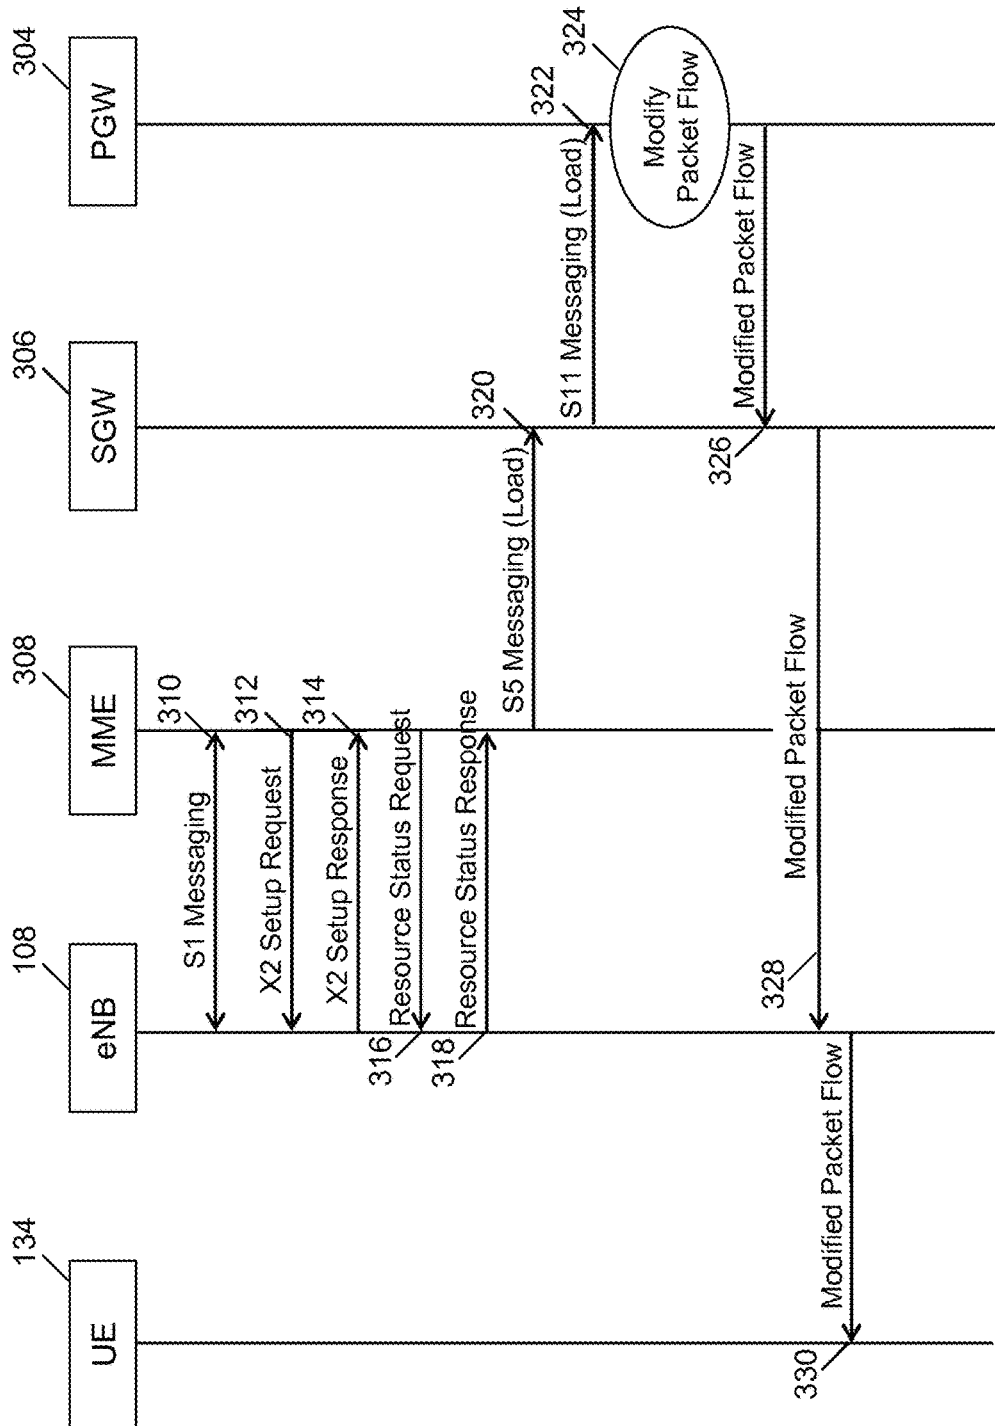 134
UE
108
eNB
308
MME
306
SGW
304
PGW
S1 Messaging
310
X2 Setup Request
312
X2 Setup Response
314
316
Resource Status Request
318
Resource Status Response
S5 Messaging (Load)
320
S11 Messaging (Load)
322
Modify
Packet Flow
324
Modified Packet Flow
326
Modified Packet Flow
328
Modified Packet Flow
330